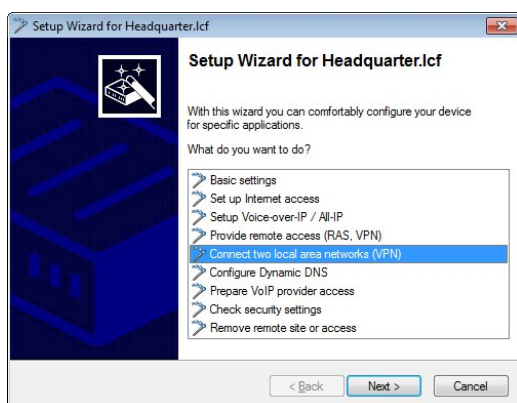 Setup Wizard for Headquarter.lcf
Setup Wizard for Headquarter.lcf
With this wizard you can comfortably configure your device
for specific applications.
What do you want to do?
Basic settings
Set up Internet access
Setup Voice-over-IP / All-IP
Provide remote access (RAS, VPN)
Connect two local area networks (VPN)
Configure Dynamic DNS
Prepare VoIP provider access
Check security settings
Remove remote site or access
< Back
Next >
Cancel